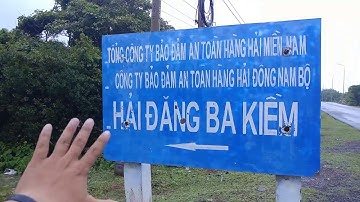 TỔNG CÔNG TY BẢO ĐẢM AN TOÀN HÀNG HẢI MIỀN NAM
CÔNG TY BẢO ĐẢM AN TOÀN HÀNG HẢI ĐÔNG NAM BỘ
HẢI ĐĂNG BA KIỀM